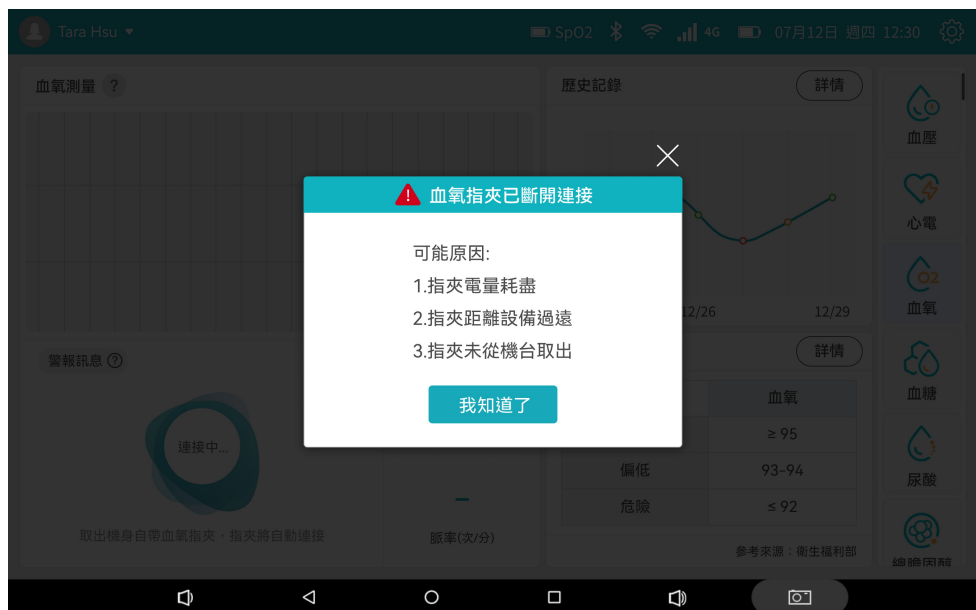 Tara Hsu
SpO2 4G 07月12日 週四 12:30
血氧測量 ?
歷史記錄 詳情
血壓
心電
血氧指夾已斷開連接
可能原因:
1.指夾電量耗盡
2.指夾距離設備過遠
3.指夾未從機台取出
我知道了
12/26 12/29
O2
血氧
警報訊息 ?
詳情
血糖
連接中...
血氧
≥ 95
偏低 93-94
危險 ≤ 92
尿酸
取出機身自帶血氧指夾，指夾將自動連接
–
脈率(次/分)
參考來源：衛生福利部
總膽固醇